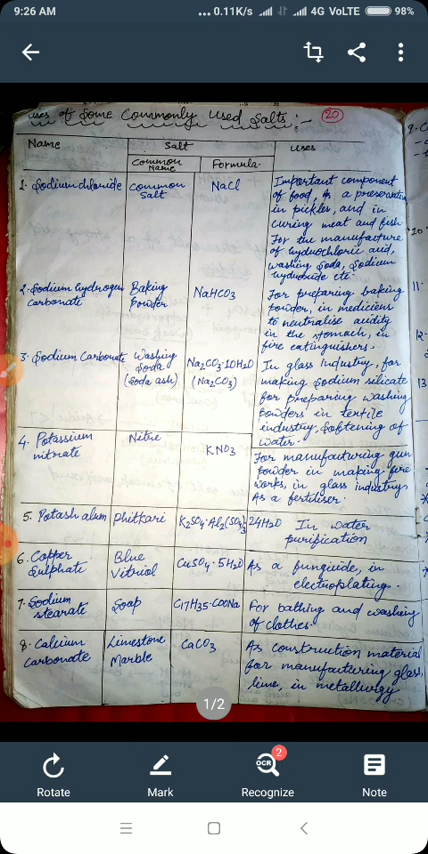 9:26 AM ... 0.11K/s 4G VoLTE 98%
uses of Some Commonly Used Salts :- 20
Name Salt uses
Common Name Formula.
1. Sodium chloride Common Salt NaCl Important component
of food, as a preservative
in pickles, and in
curing meat and fish
For the manufacture
of hydrochloric acid,
washing soda, sodium
hydroxide etc.
2. Sodium hydrogen carbonate Baking Powder NaHCO3 For preparing baking
powder, in medicines
to neutralise acidity
in the stomach, in
fire extinguishers.
3. Sodium Carbonate Washing Soda (Soda ash) Na2CO3·10H2O (Na2CO3) In glass industry, for
making sodium silicate
for preparing washing
powders in textile
industry, softening of
water.
4. Potassium nitrate Nitre KNO3 For manufacturing gun
powder in making fire
works, in glass industry
As a fertiliser.
5. Potash alum Phitkari K2SO4·Al2(SO4)3 24H2O In water
purification
6. Copper Sulphate Blue Vitriol CuSO4·5H2O As a fungicide, in
electroplating.
7. Sodium stearate Soap C17H35·COONa For bathing and washing
of clothes.
8. Calcium Carbonate Limestone Marble CaCO3 As construction material
for manufacturing glass,
lime, in metallurgy
9.
10
11.
12.
13
1/2
2
OCR
Rotate Mark Recognize Note